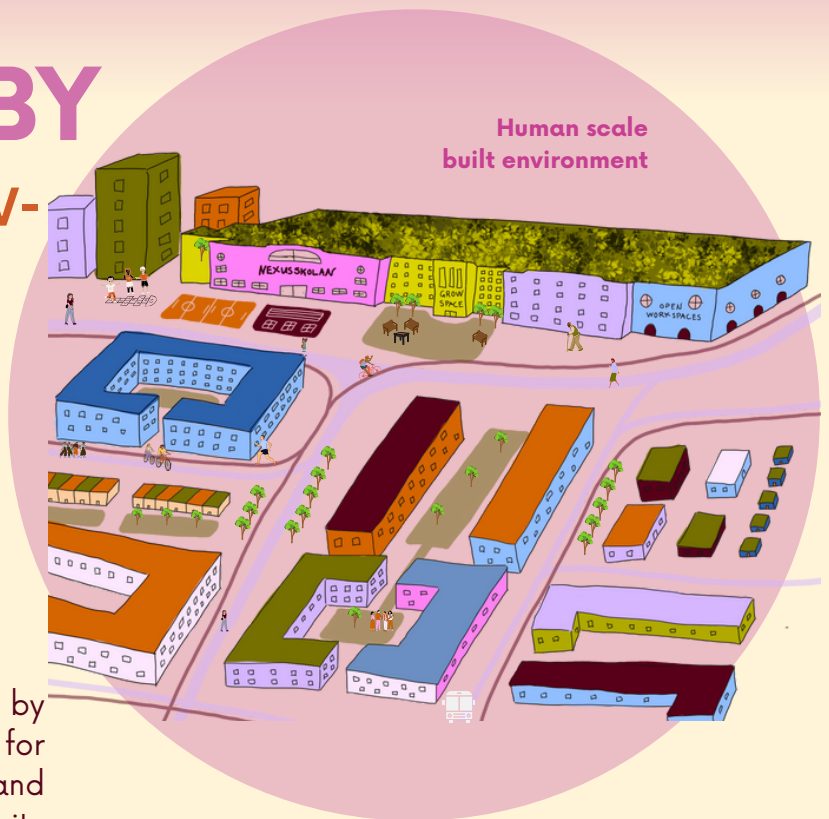 BY
v-
Human scale
built environment
NEXUSSKOLAN
GROW
SPACE
OPEN
WORKSPACES
by
for
and